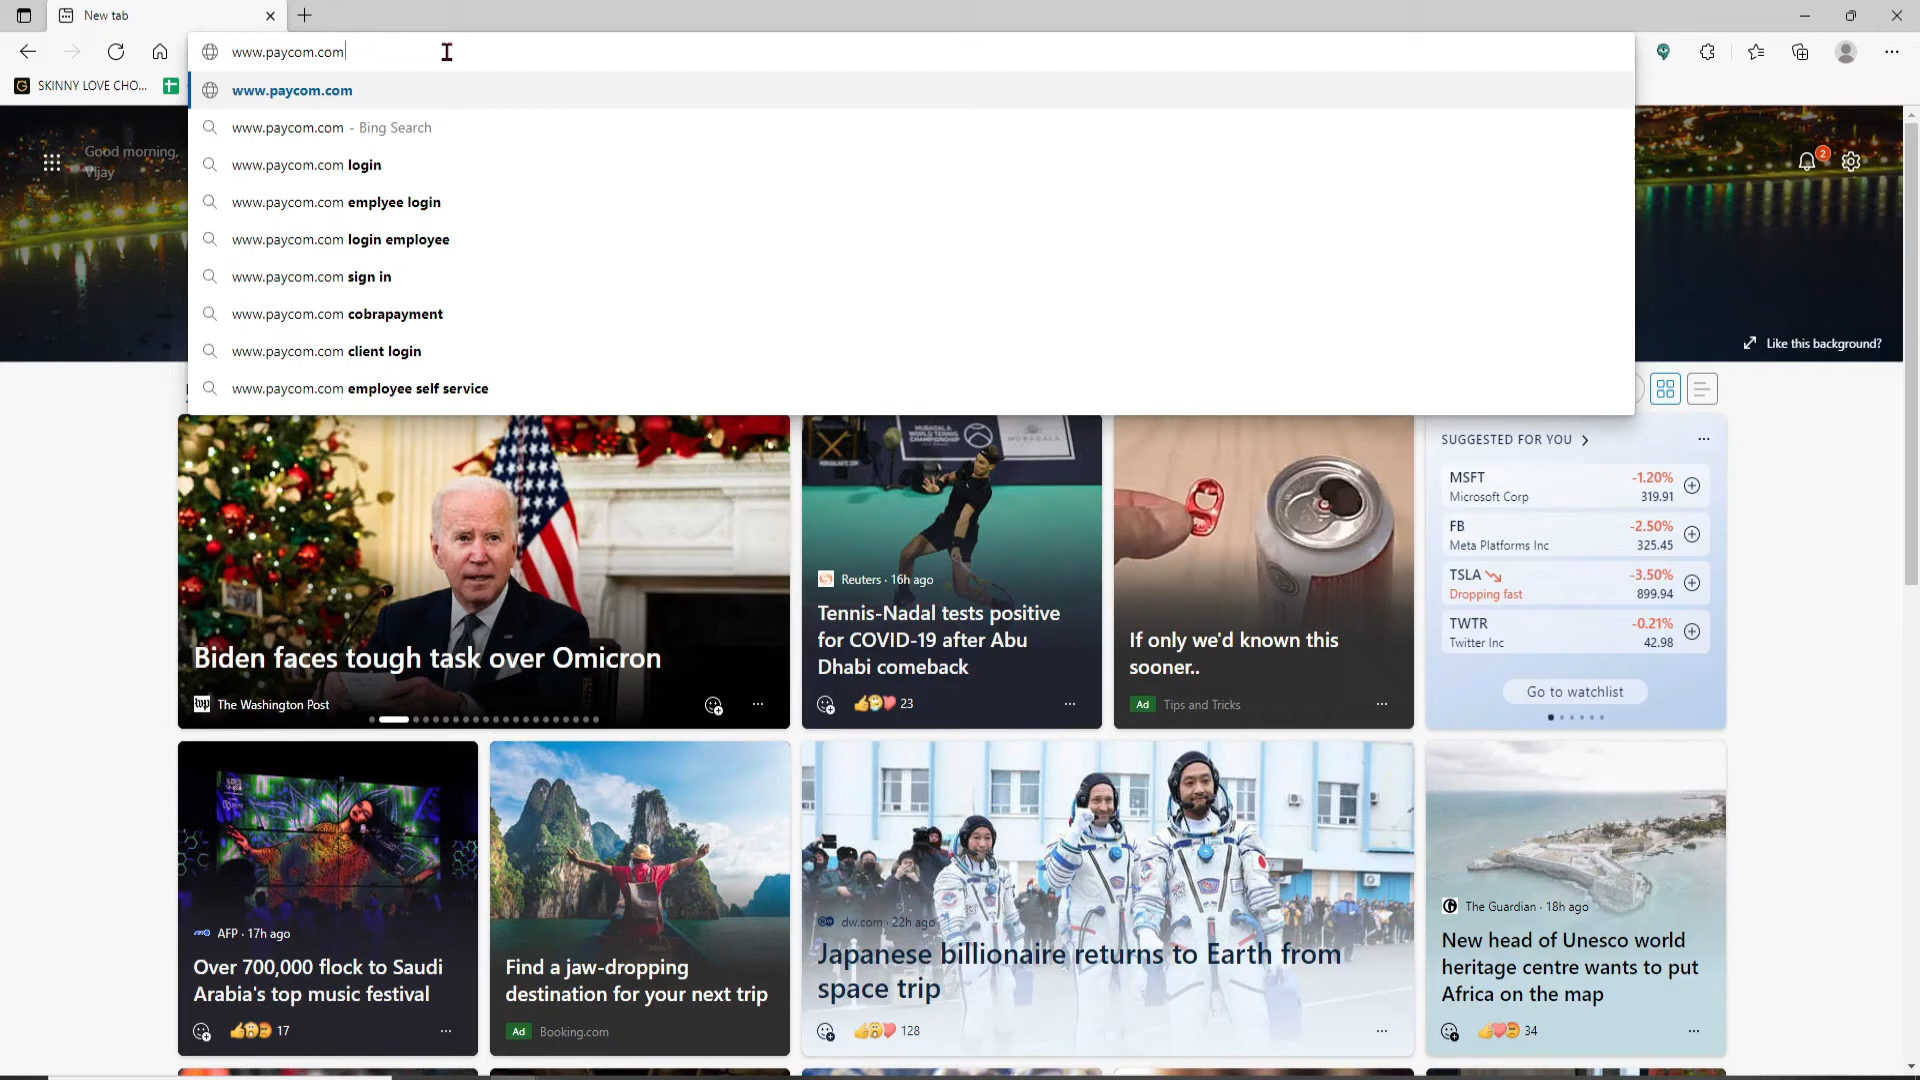 New tab
www.paycom.com
SKINNY LOVE CHO...
www.paycom.com
www.paycom.com - Bing Search
www.paycom.com login
www.paycom.com emplyee login
www.paycom.com login employee
www.paycom.com sign in
www.paycom.com cobrapayment
www.paycom.com client login
www.paycom.com employee self service
Good morning,
Vijay
2
Like this background?
Biden faces tough task over Omicron
wp The Washington Post
MUBADALA WORLD TENNIS CHAMPIONSHIP
Reuters · 16h ago
Tennis-Nadal tests positive
for COVID-19 after Abu
Dhabi comeback
23
If only we'd known this
sooner..
Ad Tips and Tricks
SUGGESTED FOR YOU
MSFT -1.20%
Microsoft Corp 319.91
FB -2.50%
Meta Platforms Inc 325.45
TSLA -3.50%
Dropping fast 899.94
TWTR -0.21%
Twitter Inc 42.98
Go to watchlist
AFP · 17h ago
Over 700,000 flock to Saudi
Arabia's top music festival
17
Find a jaw-dropping
destination for your next trip
Ad Booking.com
dw.com · 22h ago
Japanese billionaire returns to Earth from
space trip
128
The Guardian · 18h ago
New head of Unesco world
heritage centre wants to put
Africa on the map
34